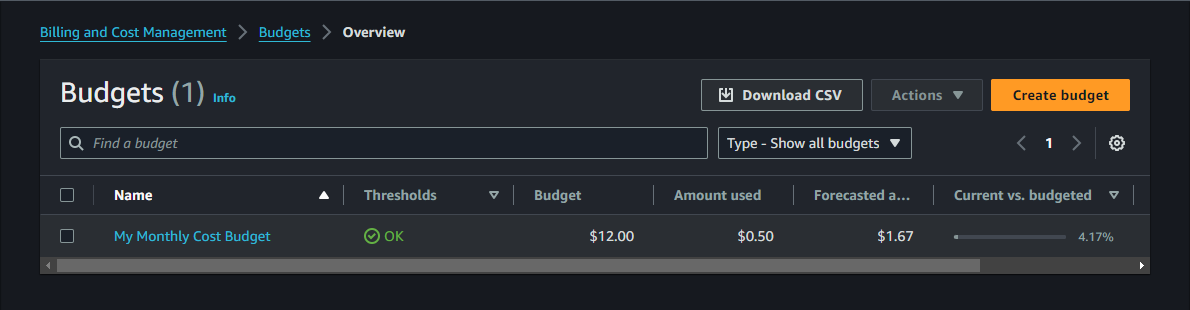 Billing and Cost Management > Budgets > Overview
Budgets (1) Info
Download CSV
Actions
Create budget
Find a budget
Type - Show all budgets
1
Name Thresholds Budget Amount used Forecasted a... Current vs. budgeted
My Monthly Cost Budget OK $12.00 $0.50 $1.67 4.17%